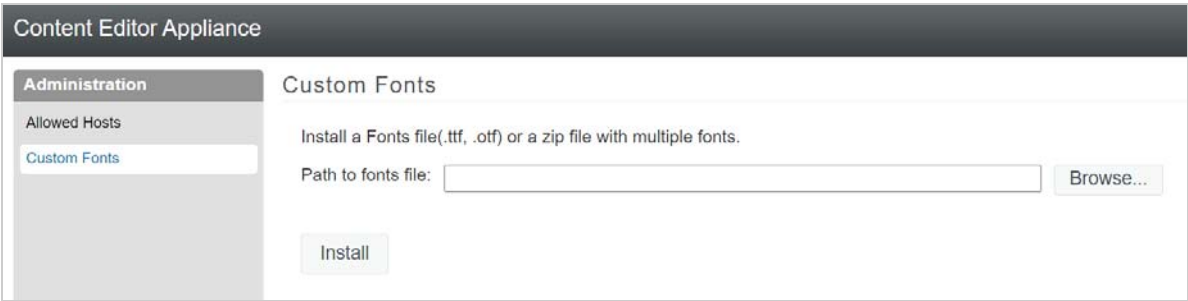 Content Editor Appliance
Administration
Allowed Hosts
Custom Fonts
Custom Fonts
Install a Fonts file(.ttf, .otf) or a zip file with multiple fonts.
Path to fonts file: Browse...
Install